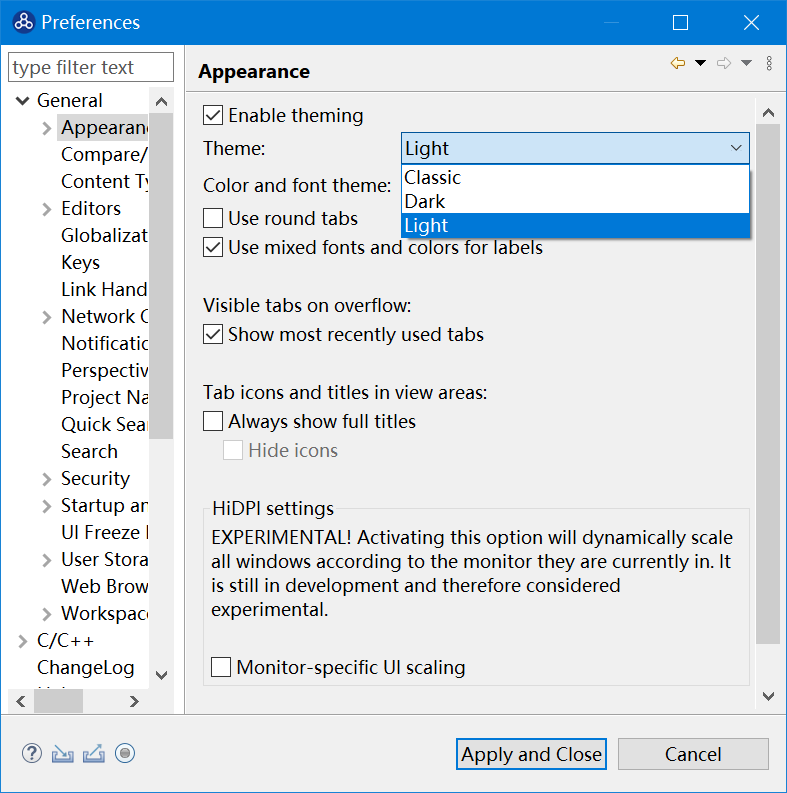 Preferences
type filter text
General
Appearan
Compare/
Content Ty
Editors
Globalizat
Keys
Link Hand
Network C
Notificatio
Perspectiv
Project Na
Quick Sear
Search
Security
Startup an
UI Freeze
User Stora
Web Brow
Workspace
C/C++
ChangeLog
Appearance
Enable theming
Theme: Light
Classic
Dark
Light
Color and font theme:
Use round tabs
Use mixed fonts and colors for labels
Visible tabs on overflow:
Show most recently used tabs
Tab icons and titles in view areas:
Always show full titles
Hide icons
HiDPI settings
EXPERIMENTAL! Activating this option will dynamically scale
all windows according to the monitor they are currently in. It
is still in development and therefore considered
experimental.
Monitor-specific UI scaling
Apply and Close
Cancel